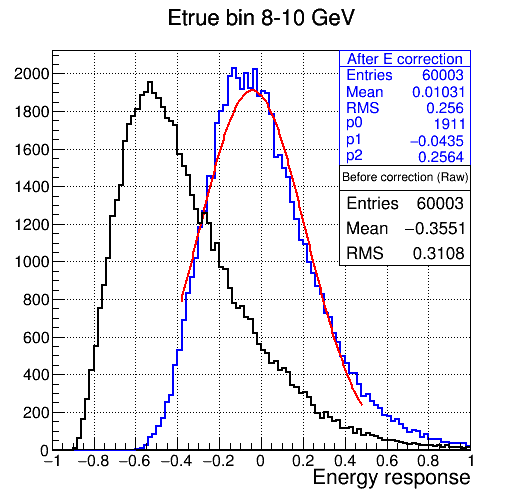 Etrue bin 8-10 GeV
After E correction
Entries 60003
Mean 0.01031
RMS 0.256
p0 1911
p1 −0.0435
p2 0.2564
Before correction (Raw)
Entries 60003
Mean −0.3551
RMS 0.3108
2000
1800
1600
1400
1200
1000
800
600
400
200
0
−1 −0.8 −0.6 −0.4 −0.2 0 0.2 0.4 0.6 0.8 1
Energy response